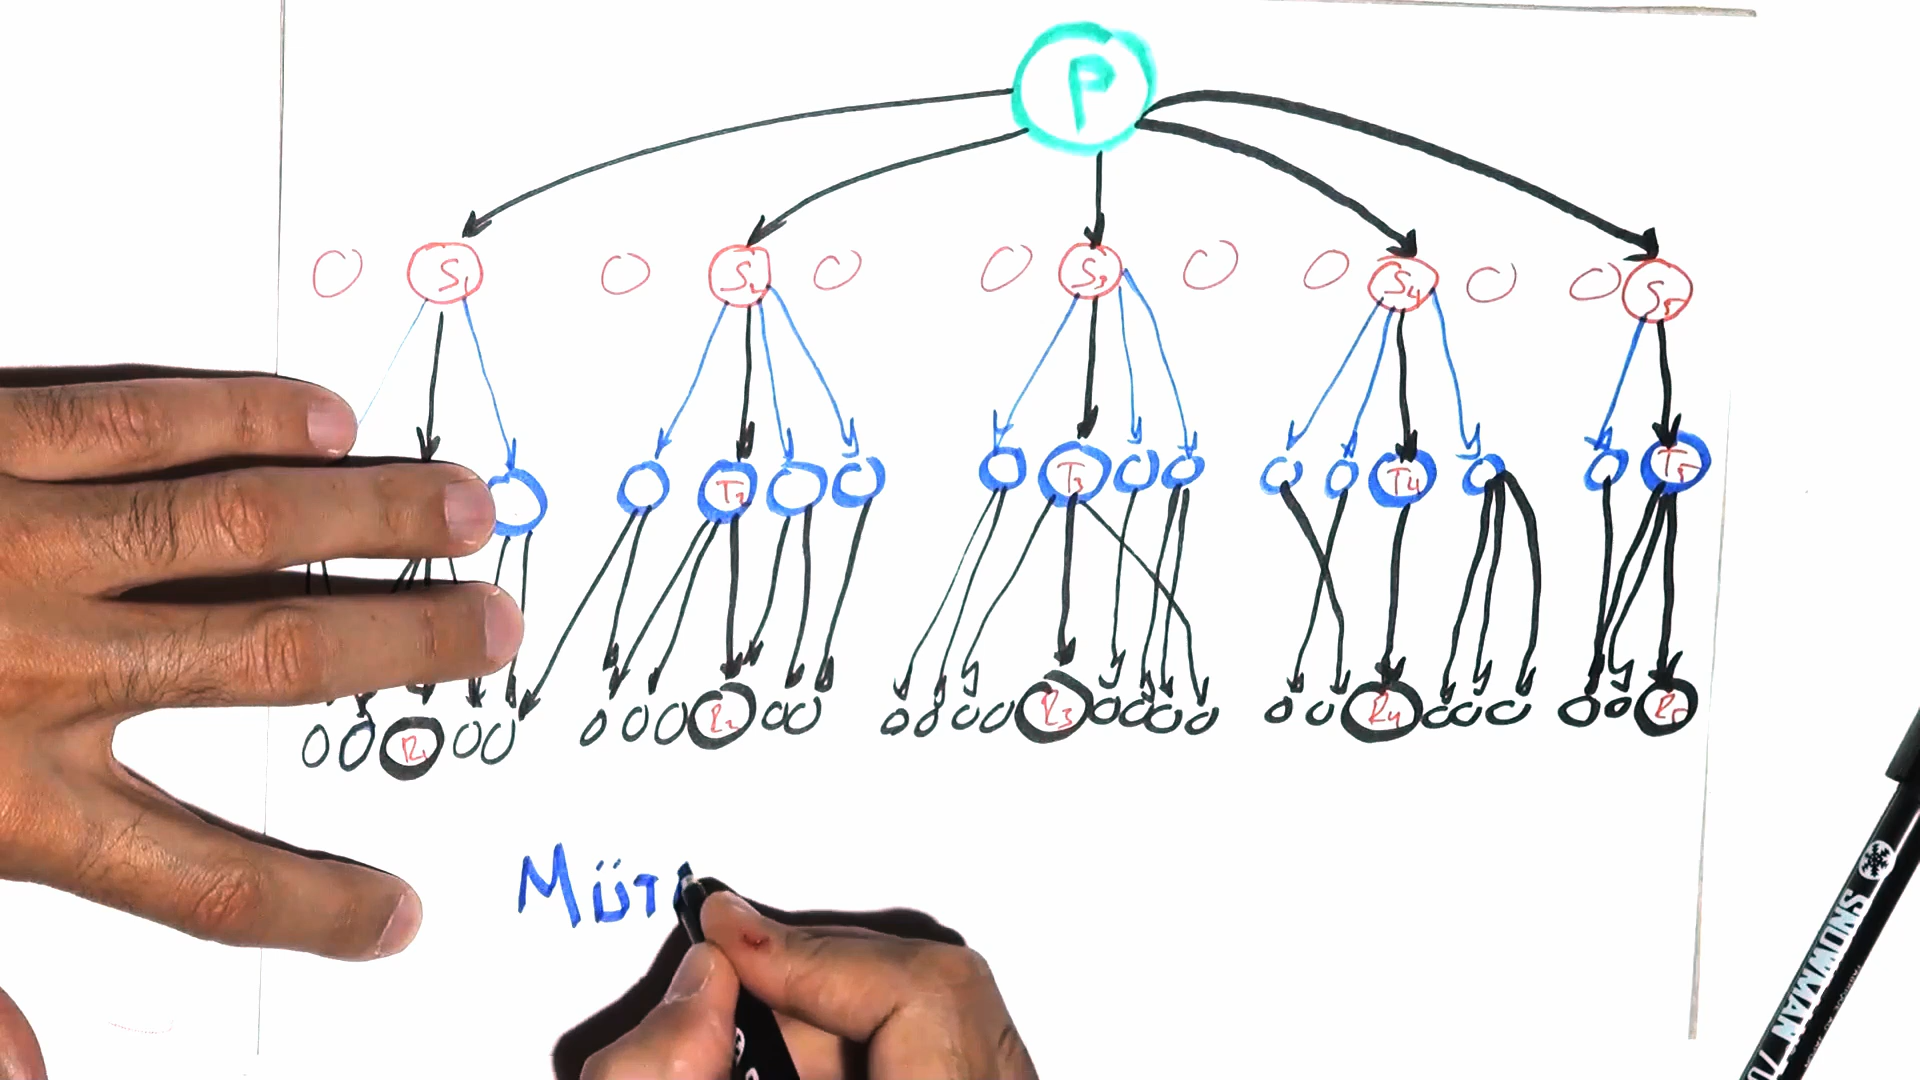 P
S₁ S₂ S₃ S₄ S₅
T₂ T₃ T₄ T₅
R₁ R₂ R₃ R₄ R₅
Müt
SNOWMAN